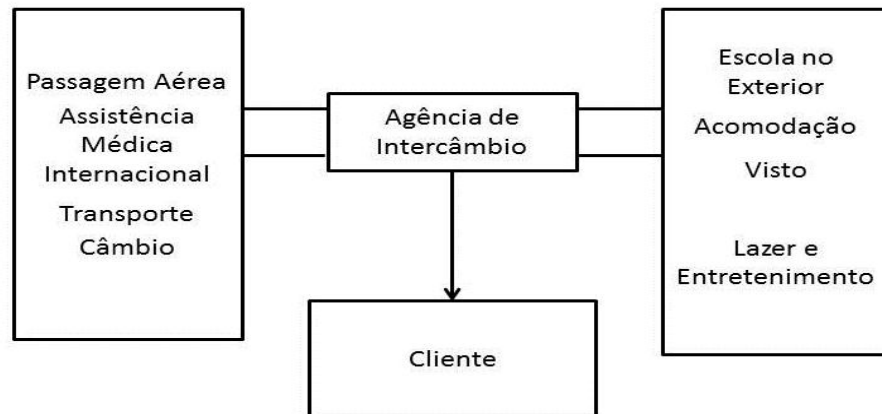 Passagem Aérea
Assistência
Médica
Internacional
Transporte
Câmbio
Agência de
Intercâmbio
Escola no
Exterior
Acomodação
Visto
Lazer e
Entretenimento
Cliente